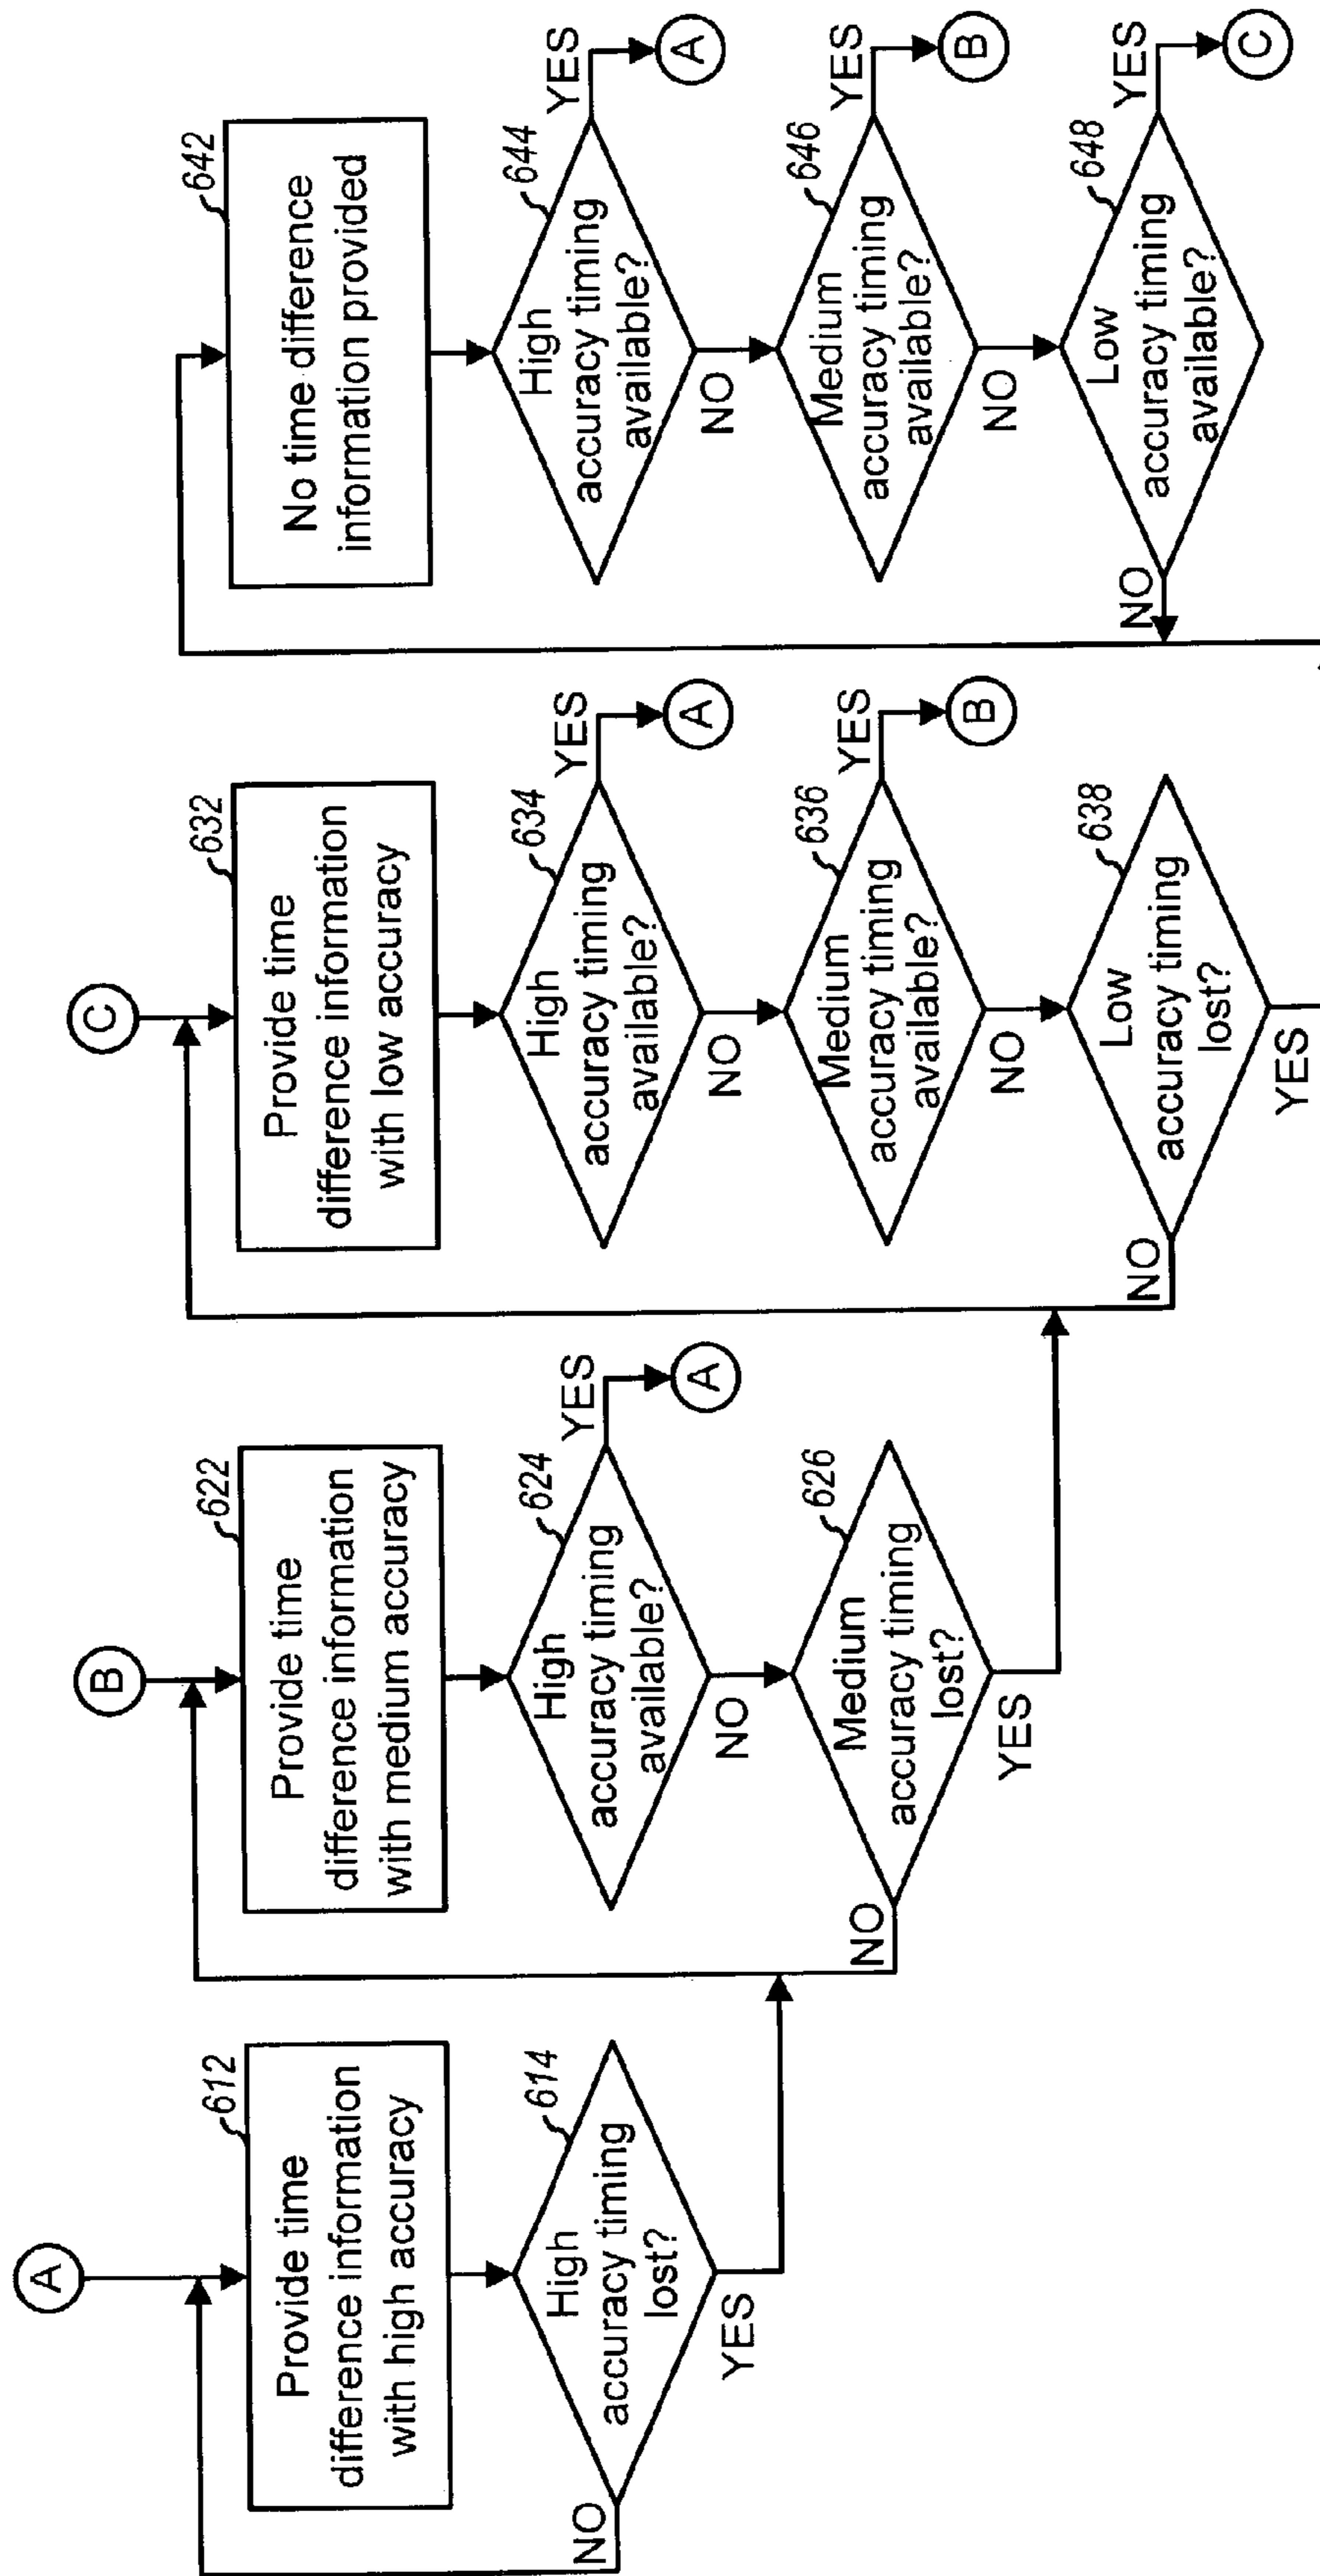 A
612
Provide time
difference information
with high accuracy
614
High
accuracy timing
lost?
NO
YES
B
622
Provide time
difference information
with medium accuracy
624
High
accuracy timing
available?
YES
A
NO
626
Medium
accuracy timing
lost?
NO
YES
C
632
Provide time
difference information
with low accuracy
634
High
accuracy timing
available?
YES
A
NO
636
Medium
accuracy timing
available?
YES
B
NO
638
Low
accuracy timing
lost?
NO
YES
642
No time difference
information provided
644
High
accuracy timing
available?
YES
A
NO
646
Medium
accuracy timing
available?
YES
B
NO
648
Low
accuracy timing
available?
YES
C
NO